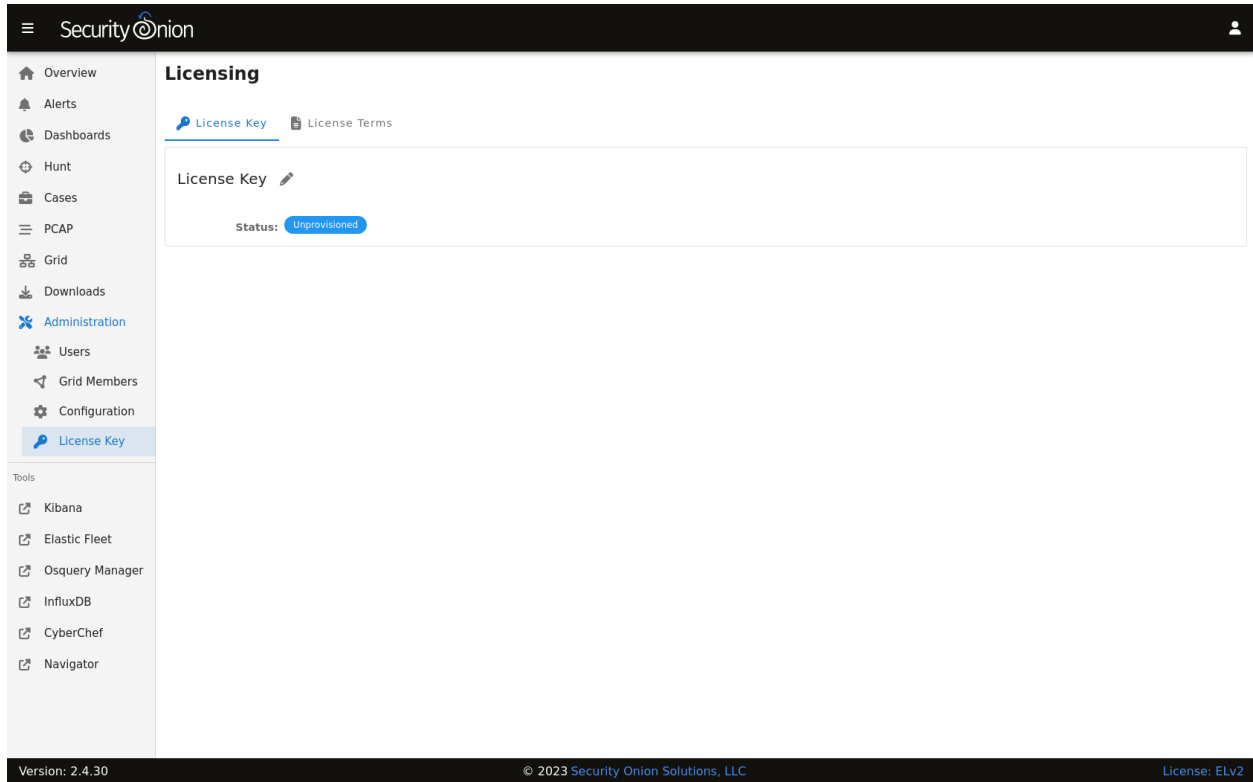 Security Onion
Overview
Alerts
Dashboards
Hunt
Cases
PCAP
Grid
Downloads
Administration
Users
Grid Members
Configuration
License Key
Tools
Kibana
Elastic Fleet
Osquery Manager
InfluxDB
CyberChef
Navigator
Licensing
License Key
License Terms
License Key
Status: Unprovisioned
Version: 2.4.30
© 2023 Security Onion Solutions, LLC
License: ELv2